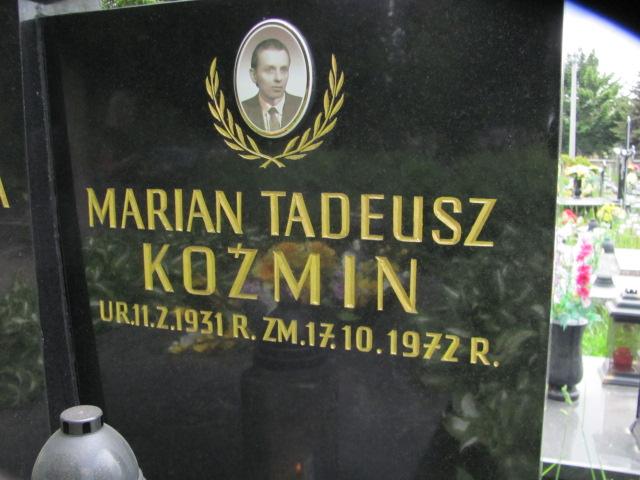 MARIAN TADEUSZ
KOŹMIN
UR.11.2.1931 R. ZM.17.10.1972 R.